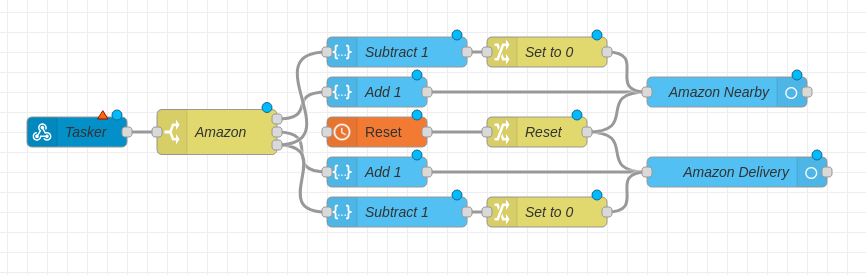 Subtract 1
Set to 0
{...}
Add 1
{...}
Amazon Nearby
Tasker
Amazon
Reset
Reset
Add 1
{...}
Amazon Delivery
Subtract 1
{...}
Set to 0